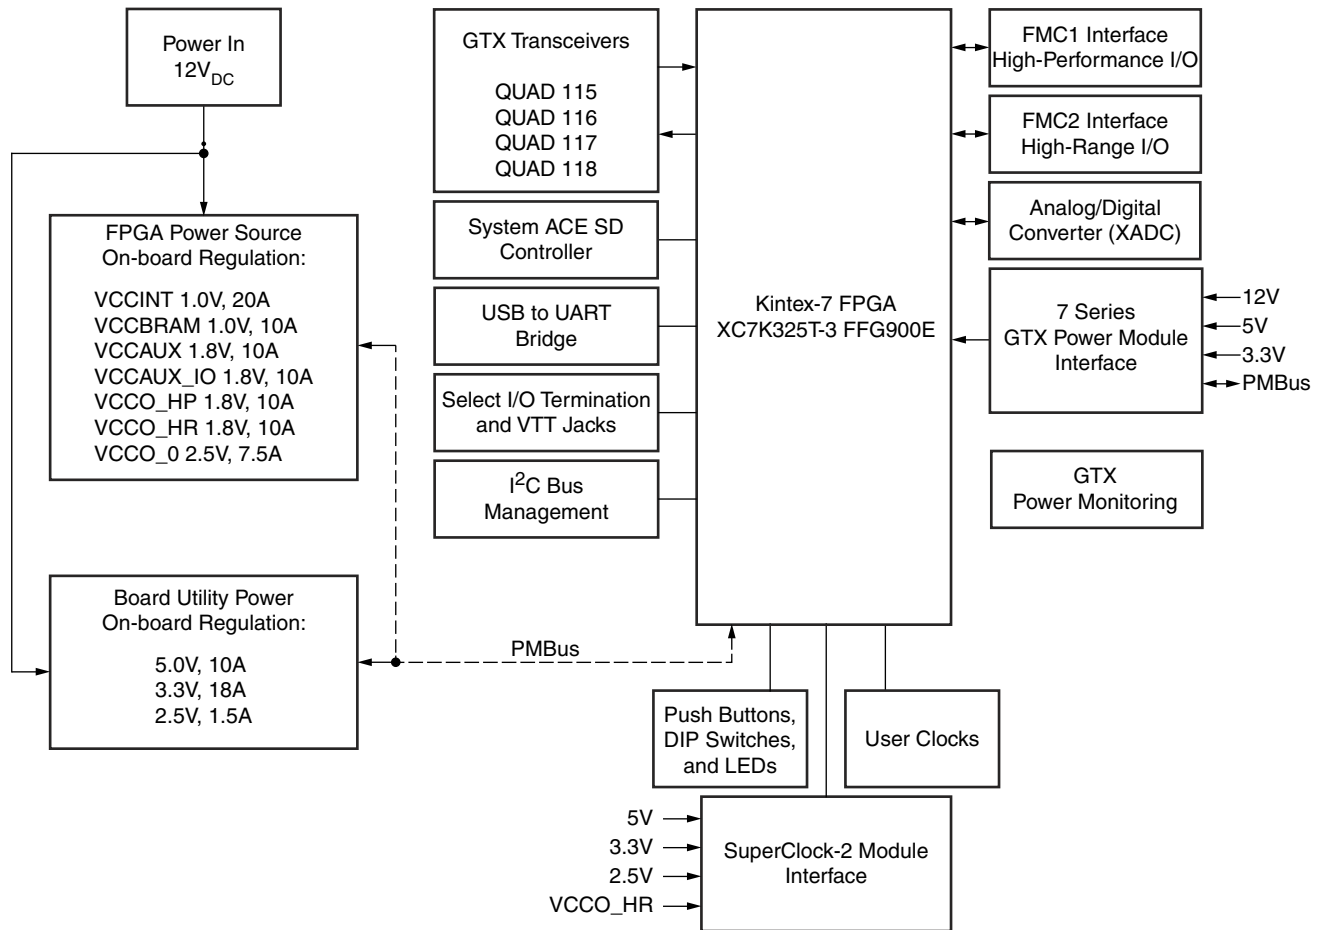 Power In
12VDC
FPGA Power Source
On-board Regulation:
VCCINT 1.0V, 20A
VCCBRAM 1.0V, 10A
VCCAUX 1.8V, 10A
VCCAUX_IO 1.8V, 10A
VCCO_HP 1.8V, 10A
VCCO_HR 1.8V, 10A
VCCO_0 2.5V, 7.5A
Board Utility Power
On-board Regulation:
5.0V, 10A
3.3V, 18A
2.5V, 1.5A
PMBus
GTX Transceivers
QUAD 115
QUAD 116
QUAD 117
QUAD 118
System ACE SD
Controller
USB to UART
Bridge
Select I/O Termination
and VTT Jacks
I2C Bus
Management
Kintex-7 FPGA
XC7K325T-3 FFG900E
FMC1 Interface
High-Performance I/O
FMC2 Interface
High-Range I/O
Analog/Digital
Converter (XADC)
7 Series
GTX Power Module
Interface
12V
5V
3.3V
PMBus
GTX
Power Monitoring
Push Buttons,
DIP Switches,
and LEDs
User Clocks
5V
3.3V
2.5V
VCCO_HR
SuperClock-2 Module
Interface